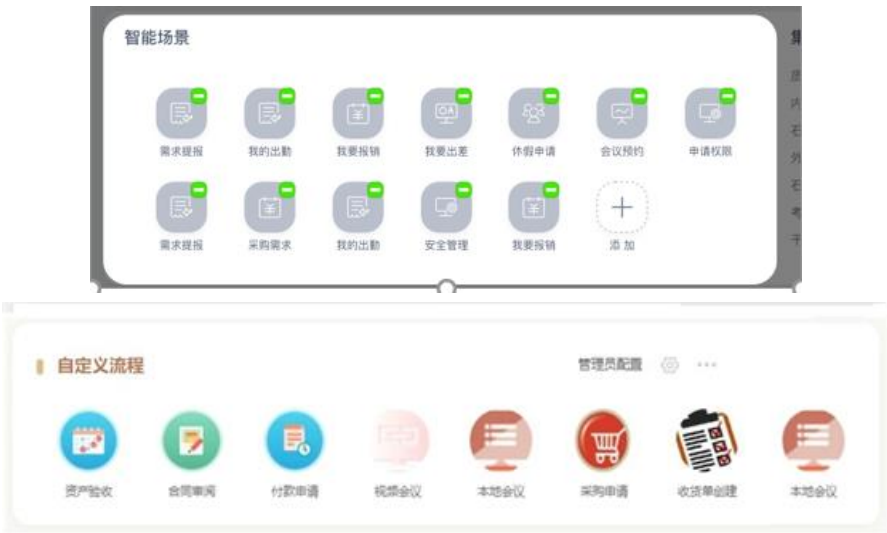 智能场景
需求提报 我的出勤 我要报销 我要出差 休假申请 会议预约 申请权限
需求提报 采购需求 我的出勤 安全管理 我要报销 添加
自定义流程 管理员配置
资产验收 合同审阅 付款申请 视频会议 本地会议 采购申请 收货单创建 本地会议